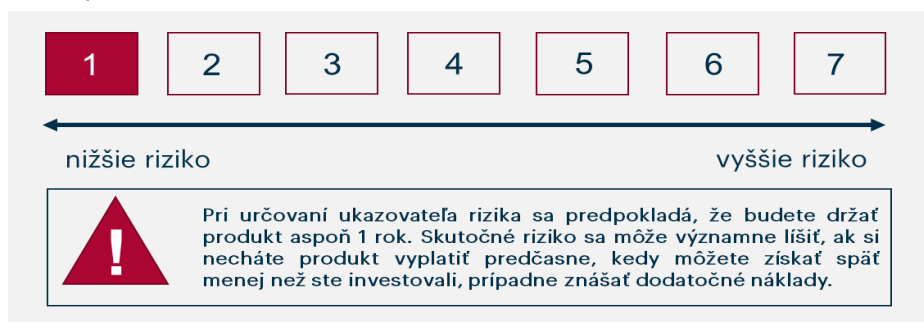 1 2 3 4 5 6 7
nižšie riziko vyššie riziko
Pri určovaní ukazovateľa rizika sa predpokladá, že budete držať
produkt aspoň 1 rok. Skutočné riziko sa môže významne líšiť, ak si
necháte produkt vyplatiť predčasne, kedy môžete získať späť
menej než ste investovali, prípadne znášať dodatočné náklady.
!